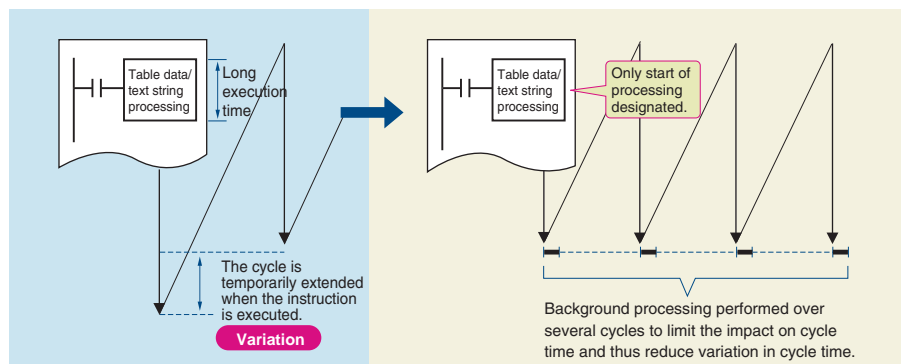 Table data/
text string
processing
Long
execution
time
The cycle is
temporarily extended
when the instruction
is executed.
Variation
Table data/
text string
processing
Only start of
processing
designated.
Background processing performed over
several cycles to limit the impact on cycle
time and thus reduce variation in cycle time.